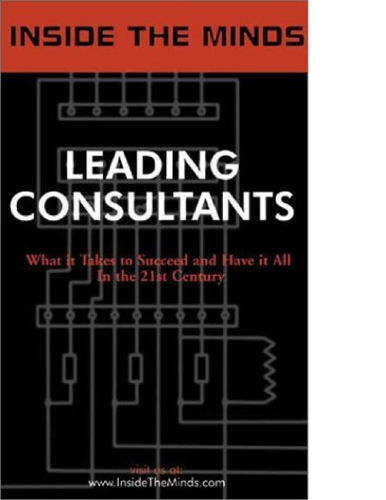 INSIDE THE MINDS
LEADING
CONSULTANTS
What it Takes to Succeed and Have it All
In the 21st Century
visit us at:
www.InsideTheMinds.com